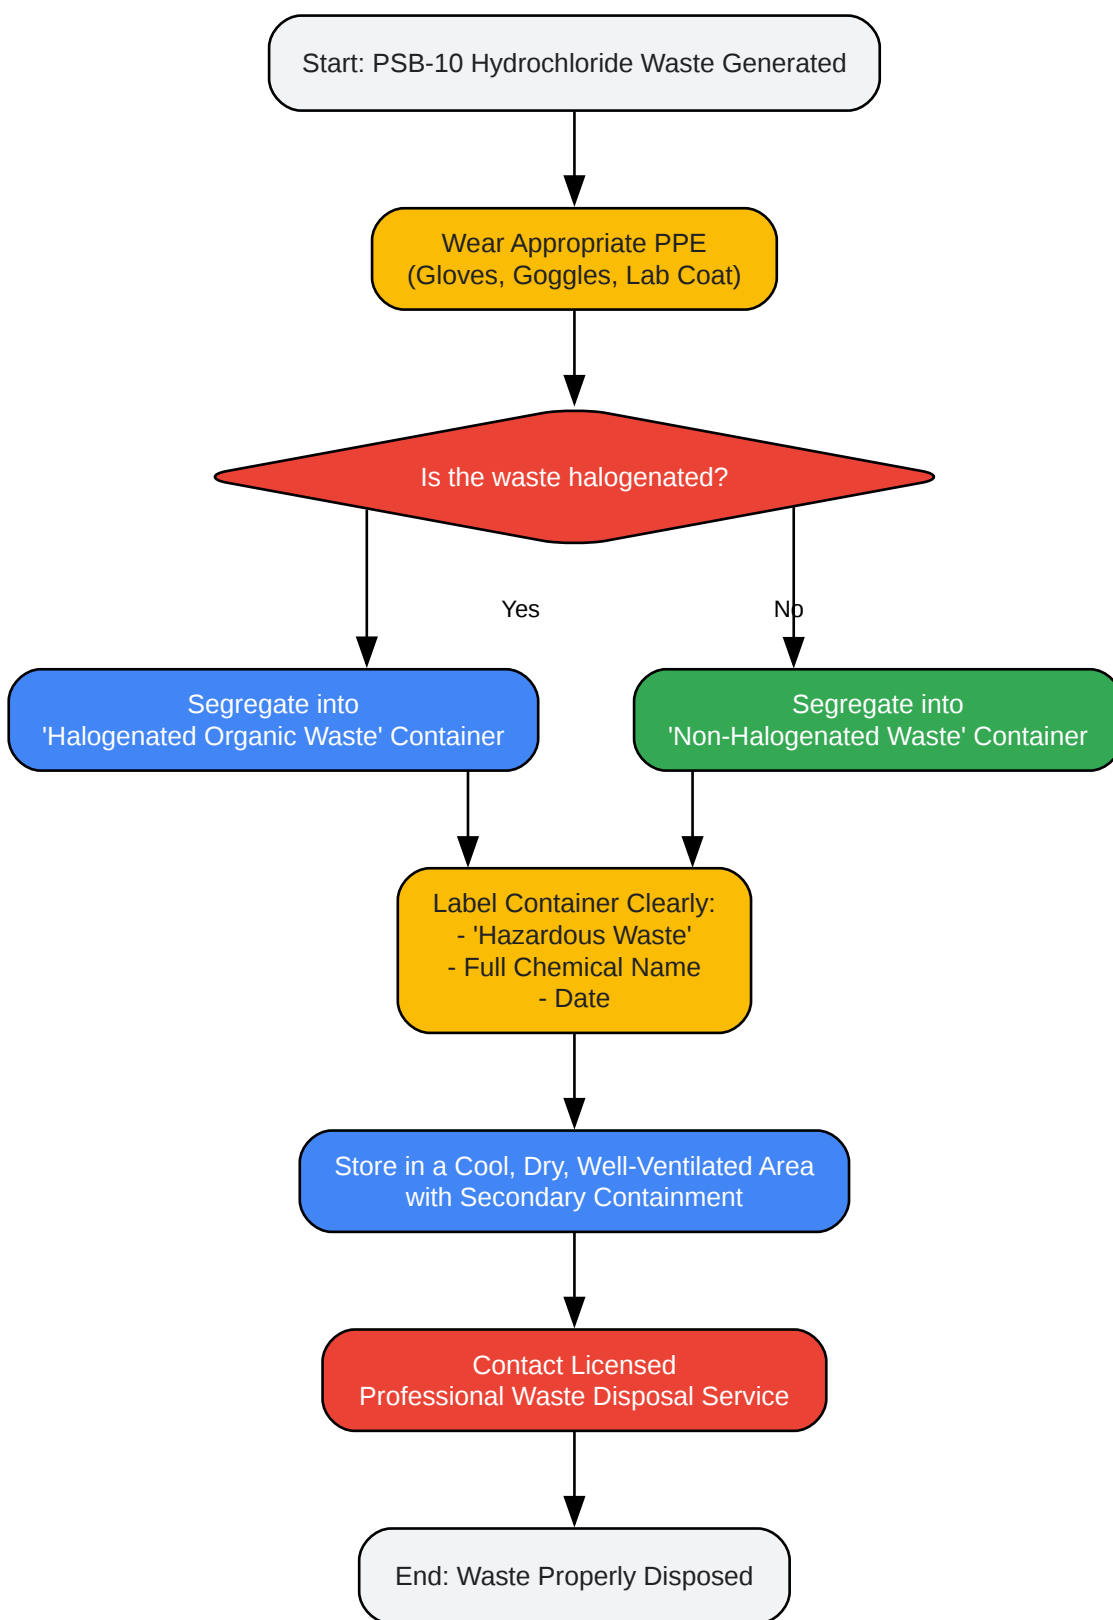 Start: PSB-10 Hydrochloride Waste Generated
Wear Appropriate PPE
(Gloves, Goggles, Lab Coat)
Is the waste halogenated?
Yes
No
Segregate into
'Halogenated Organic Waste' Container
Segregate into
'Non-Halogenated Waste' Container
Label Container Clearly:
- 'Hazardous Waste'
- Full Chemical Name
- Date
Store in a Cool, Dry, Well-Ventilated Area
with Secondary Containment
Contact Licensed
Professional Waste Disposal Service
End: Waste Properly Disposed